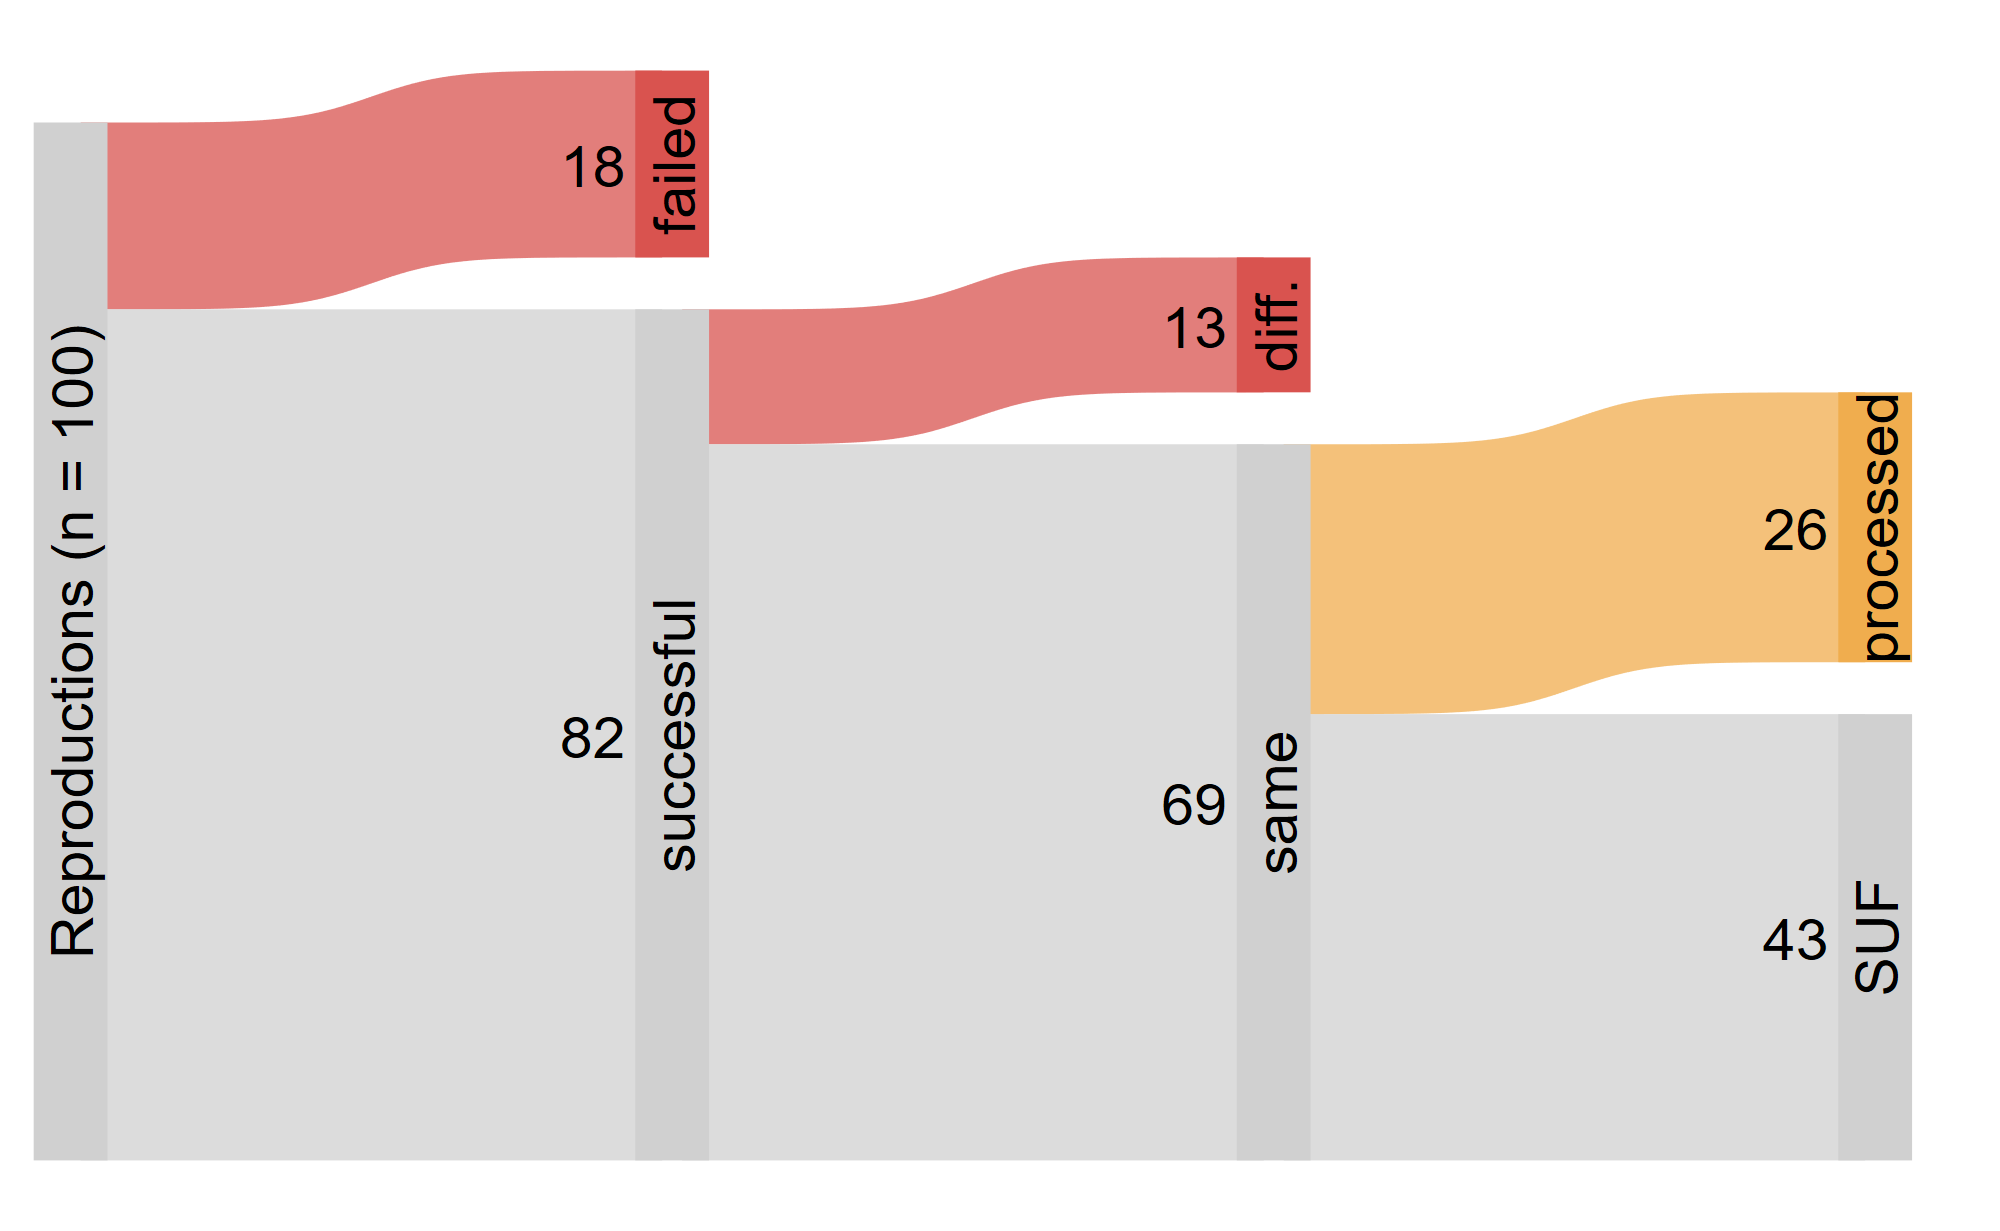 Reproductions (n = 100)
18
failed
82
successful
13
diff.
69
same
26
processed
43
SUF